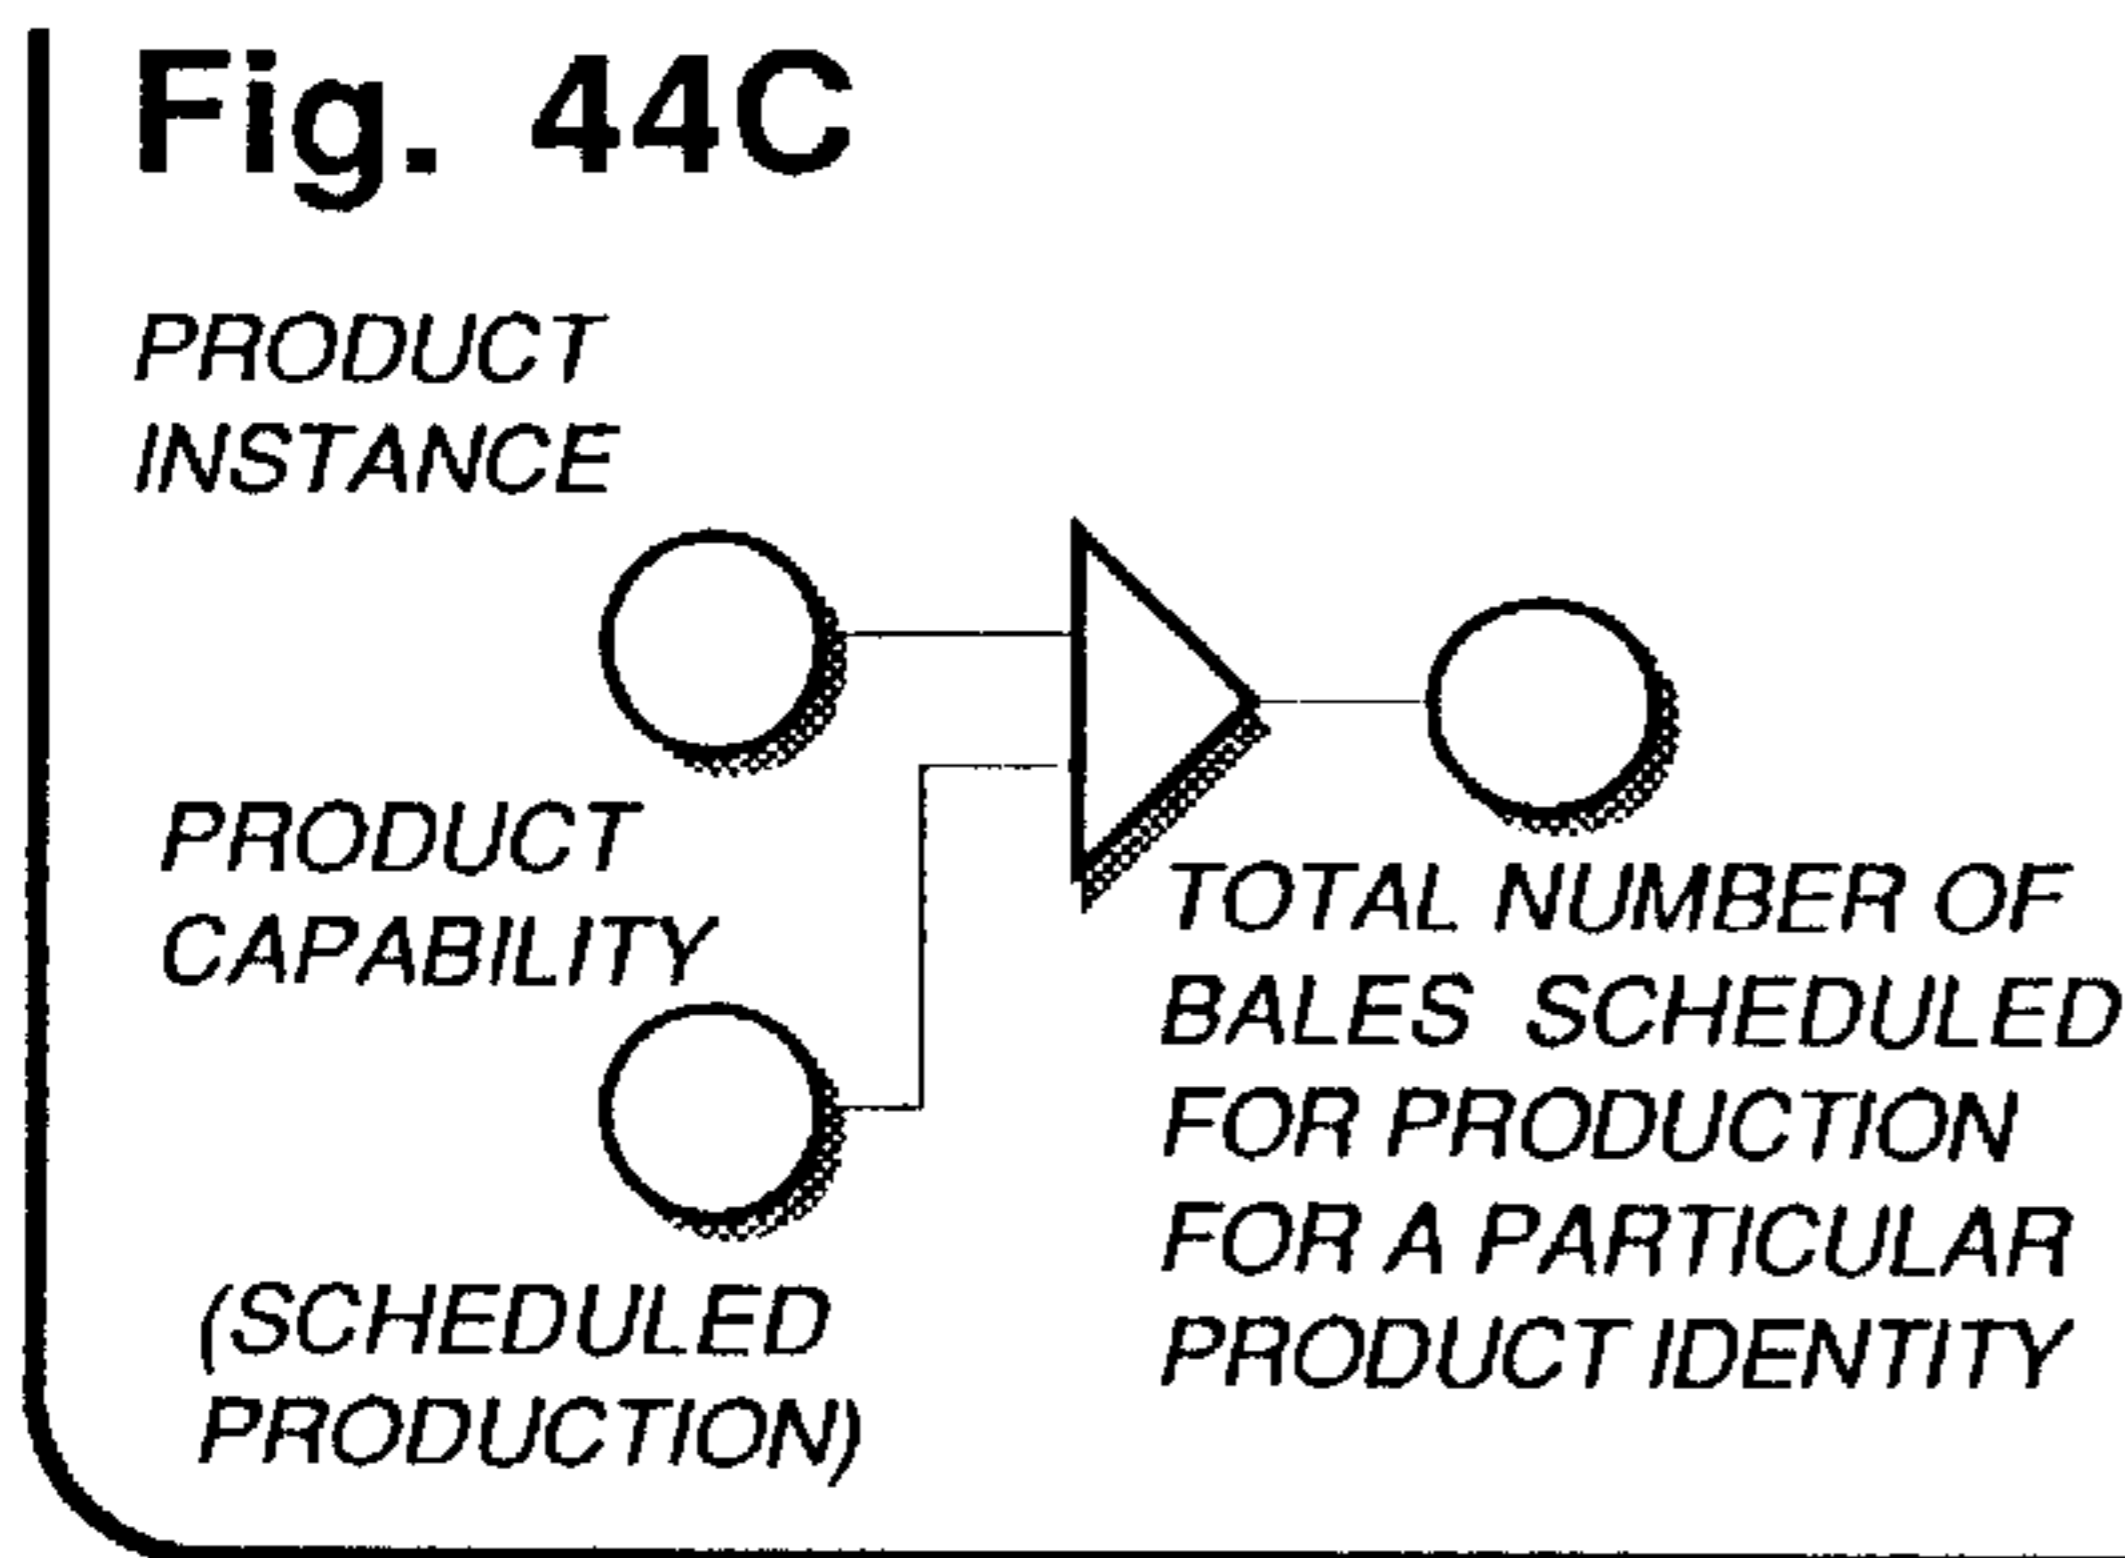 Fig. 44C
PRODUCT
INSTANCE
PRODUCT
CAPABILITY
(SCHEDULED
PRODUCTION)
TOTAL NUMBER OF
BALES SCHEDULED
FOR PRODUCTION
FOR A PARTICULAR
PRODUCT IDENTITY